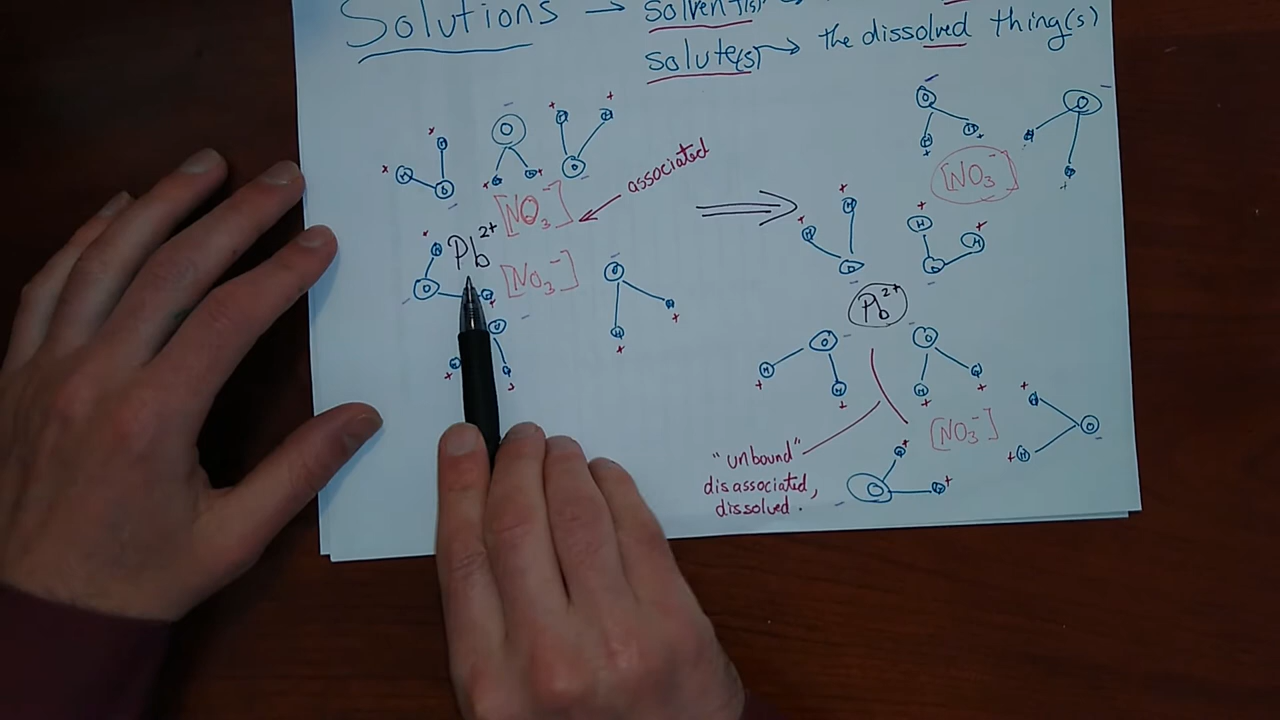 Solutions → solvent(s)
solute(s) → the dissolved thing(s)
associated
[NO₃⁻]
Pb²⁺
[NO₃⁻]
[NO₃⁻]
Pb²⁺
[NO₃⁻]
"unbound"
disassociated,
dissolved.